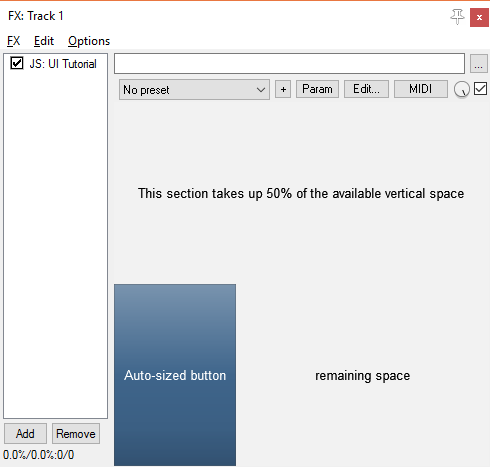 FX: Track 1
FX Edit Options
JS: UI Tutorial
...
No preset + Param Edit... MIDI
This section takes up 50% of the available vertical space
Auto-sized button
remaining space
Add Remove
0.0%/0.0%:0/0